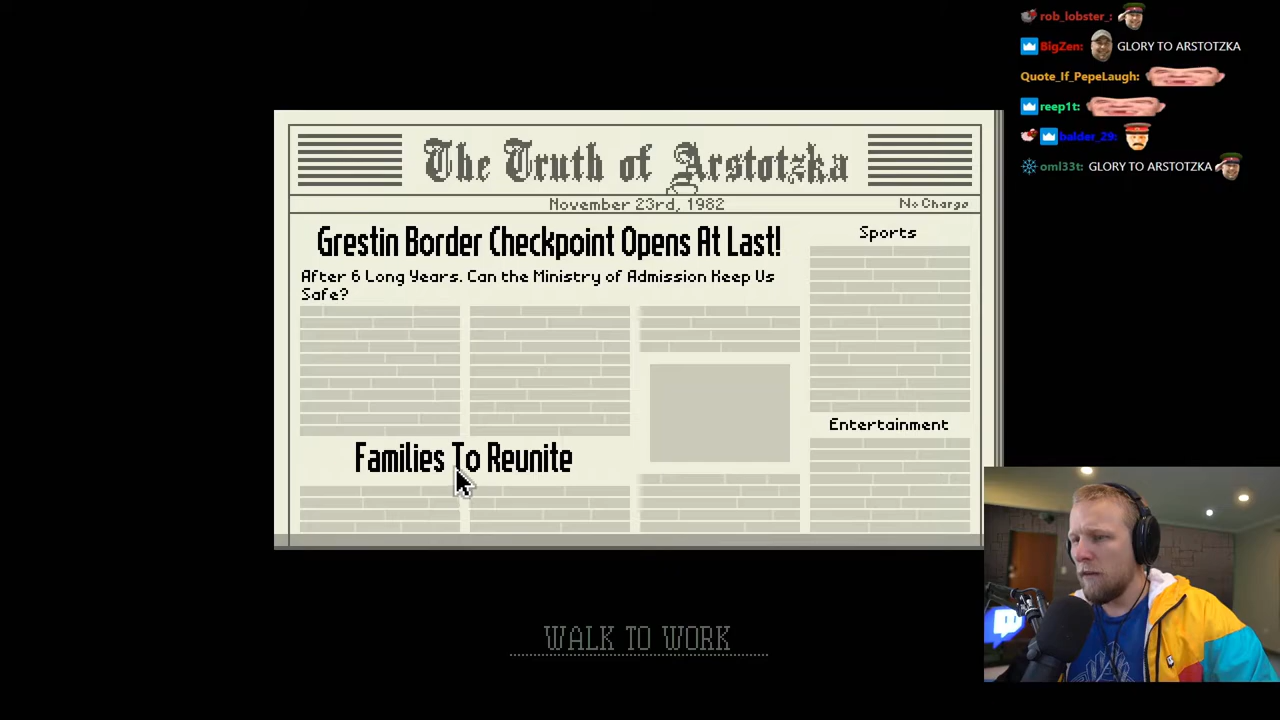 rob_lobster_:
BigZen: GLORY TO ARSTOTZKA
Quote_If_PepeLaugh:
reep1t:
balder_29:
oml33t: GLORY TO ARSTOTZKA
The Truth of Arstotzka
November 23rd, 1982
No Charge
Grestin Border Checkpoint Opens At Last!
After 6 Long Years. Can the Ministry of Admission Keep Us
Safe?
Sports
Families To Reunite
Entertainment
WALK TO WORK